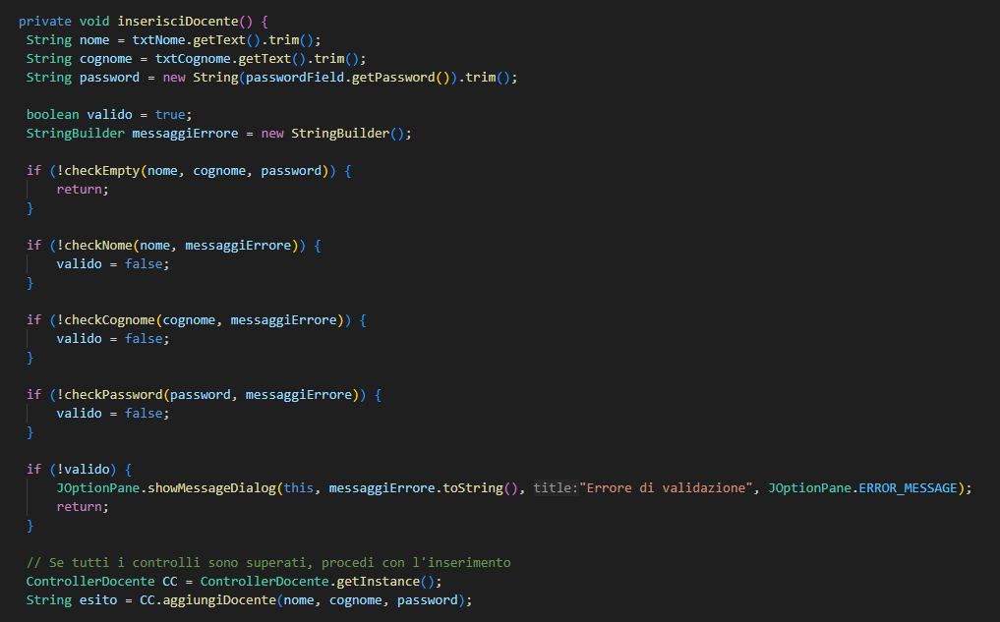 private void inserisciDocente() {
String nome = txtNome.getText().trim();
String cognome = txtCognome.getText().trim();
String password = new String(passwordField.getPassword()).trim();
boolean valido = true;
StringBuilder messaggiErrore = new StringBuilder();
if (!checkEmpty(nome, cognome, password)) {
return;
}
if (!checkNome(nome, messaggiErrore)) {
valido = false;
}
if (!checkCognome(cognome, messaggiErrore)) {
valido = false;
}
if (!checkPassword(password, messaggiErrore)) {
valido = false;
}
if (!valido) {
JOptionPane.showMessageDialog(this, messaggiErrore.toString(), title:"Errore di validazione", JOptionPane.ERROR_MESSAGE);
return;
}
// Se tutti i controlli sono superati, procedi con l'inserimento
ControllerDocente CC = ControllerDocente.getInstance();
String esito = CC.aggiungiDocente(nome, cognome, password);